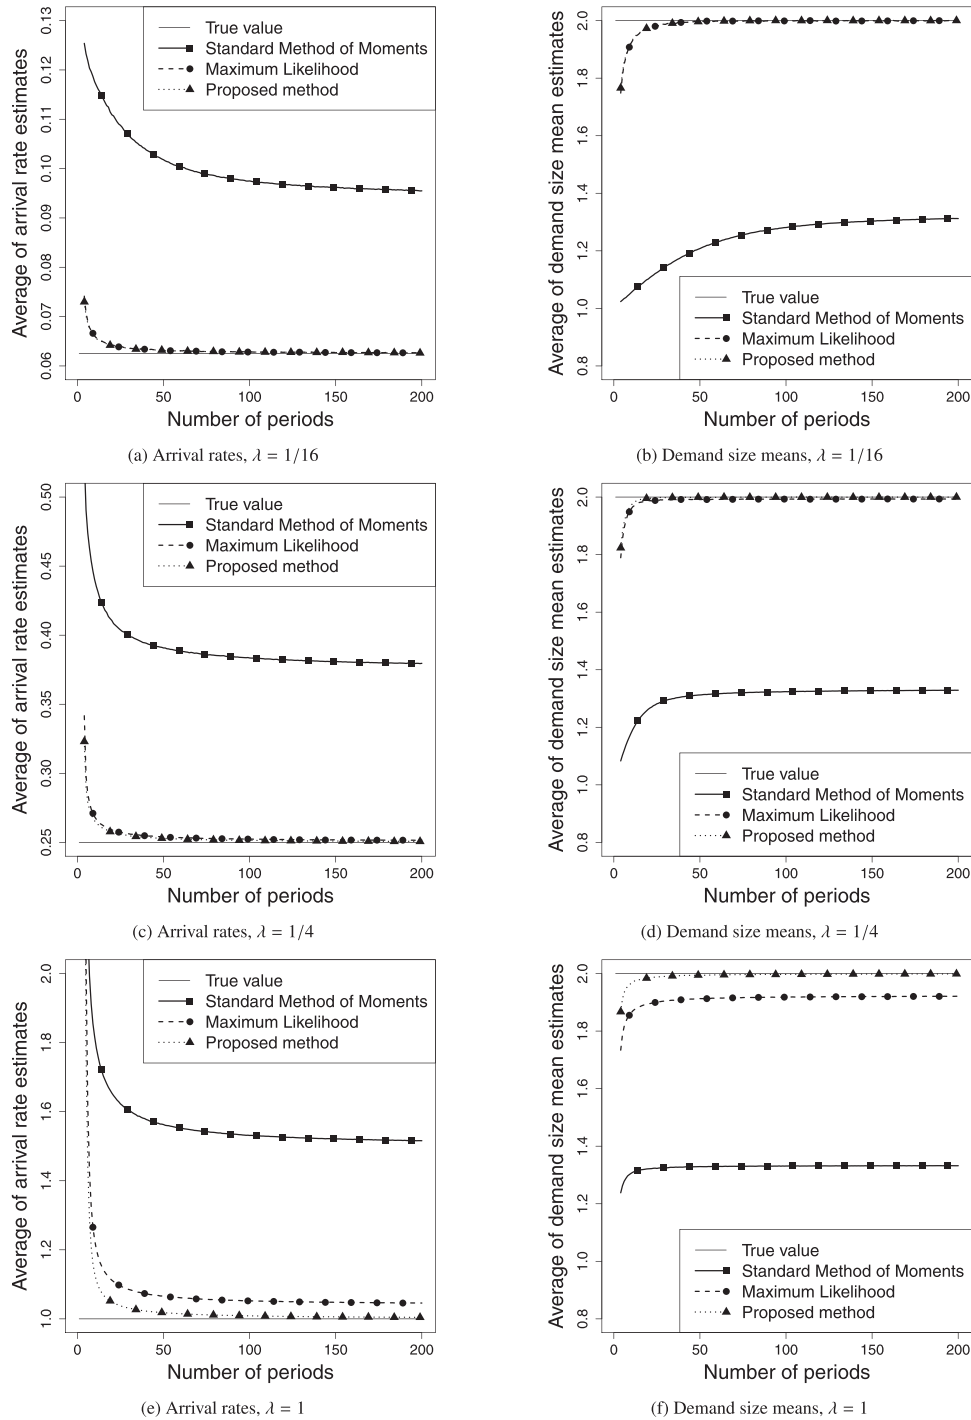 Average of arrival rate estimates
0.06 0.07 0.08 0.09 0.10 0.11 0.12 0.13
True value
Standard Method of Moments
Maximum Likelihood
Proposed method
0 50 100 150 200
Number of periods
(a) Arrival rates, λ = 1/16
Average of demand size mean estimates
0.8 1.0 1.2 1.4 1.6 1.8 2.0
True value
Standard Method of Moments
Maximum Likelihood
Proposed method
0 50 100 150 200
Number of periods
(b) Demand size means, λ = 1/16
Average of arrival rate estimates
0.25 0.30 0.35 0.40 0.45 0.50
True value
Standard Method of Moments
Maximum Likelihood
Proposed method
0 50 100 150 200
Number of periods
(c) Arrival rates, λ = 1/4
Average of demand size mean estimates
0.8 1.0 1.2 1.4 1.6 1.8 2.0
True value
Standard Method of Moments
Maximum Likelihood
Proposed method
0 50 100 150 200
Number of periods
(d) Demand size means, λ = 1/4
Average of arrival rate estimates
1.0 1.2 1.4 1.6 1.8 2.0
True value
Standard Method of Moments
Maximum Likelihood
Proposed method
0 50 100 150 200
Number of periods
(e) Arrival rates, λ = 1
Average of demand size mean estimates
0.8 1.0 1.2 1.4 1.6 1.8 2.0
True value
Standard Method of Moments
Maximum Likelihood
Proposed method
0 50 100 150 200
Number of periods
(f) Demand size means, λ = 1